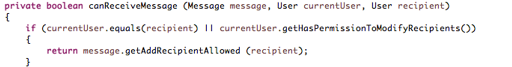 private boolean canReceiveMessage (Message message, User currentUser, User recipient)
{
if (currentUser.equals(recipient) || currentUser.getHasPermissionToModifyRecipients())
{
return message.getAddRecipientAllowed (recipient);
}